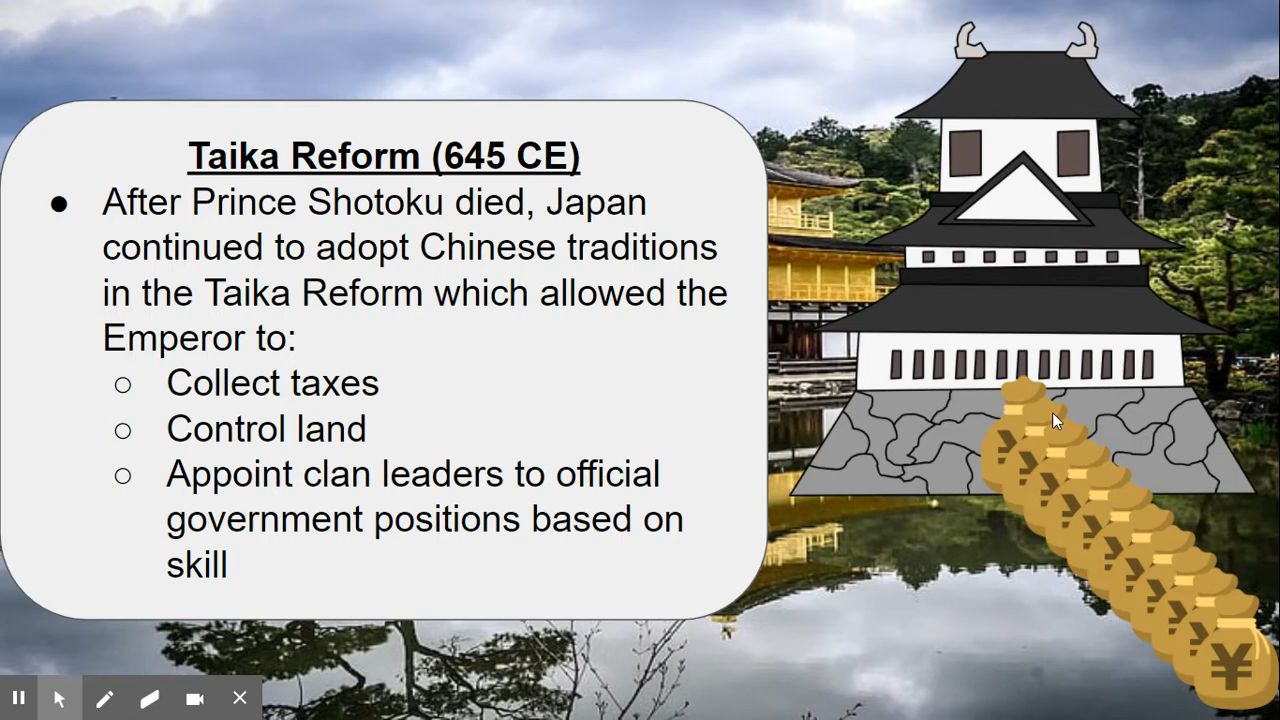 Taika Reform (645 CE)
● After Prince Shotoku died, Japan
continued to adopt Chinese traditions
in the Taika Reform which allowed the
Emperor to:
○ Collect taxes
○ Control land
○ Appoint clan leaders to official
government positions based on
skill
¥